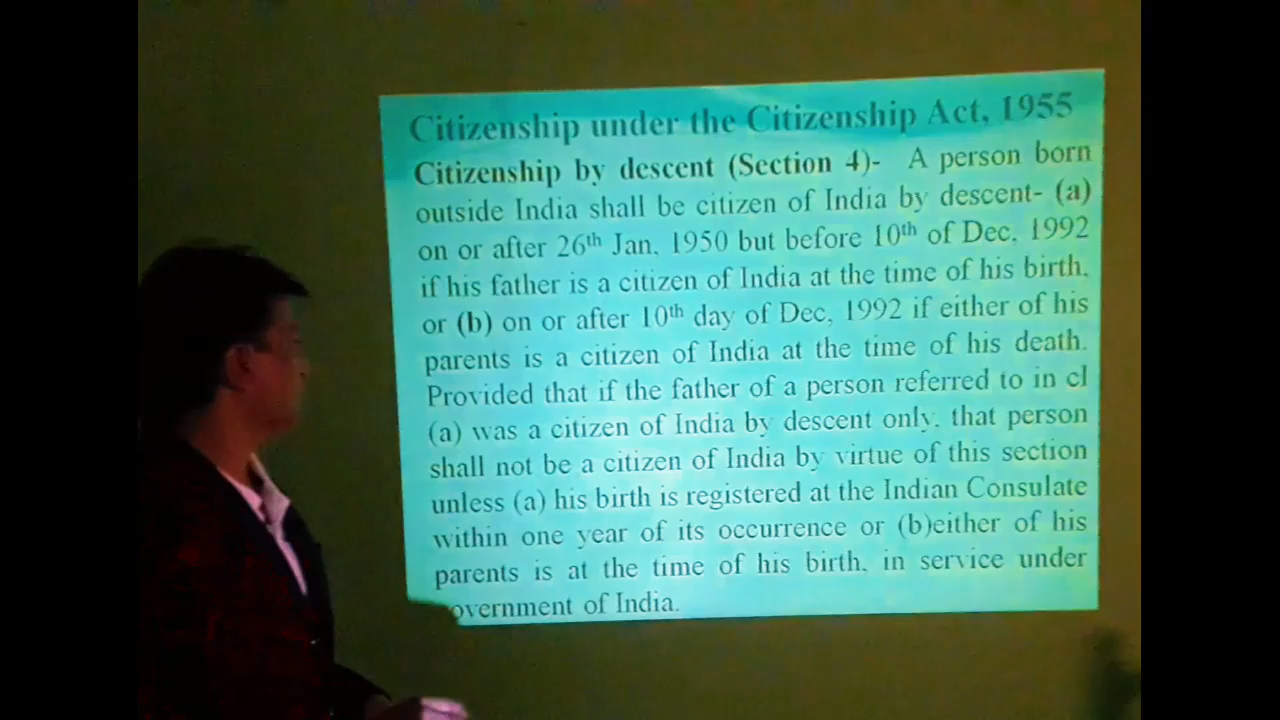 Citizenship under the Citizenship Act, 1955
Citizenship by descent (Section 4)- A person born
outside India shall be citizen of India by descent- (a)
on or after 26th Jan, 1950 but before 10th of Dec, 1992
if his father is a citizen of India at the time of his birth,
or (b) on or after 10th day of Dec, 1992 if either of his
parents is a citizen of India at the time of his death.
Provided that if the father of a person referred to in cl
(a) was a citizen of India by descent only, that person
shall not be a citizen of India by virtue of this section
unless (a) his birth is registered at the Indian Consulate
within one year of its occurrence or (b)either of his
parents is at the time of his birth, in service under
overnment of India.